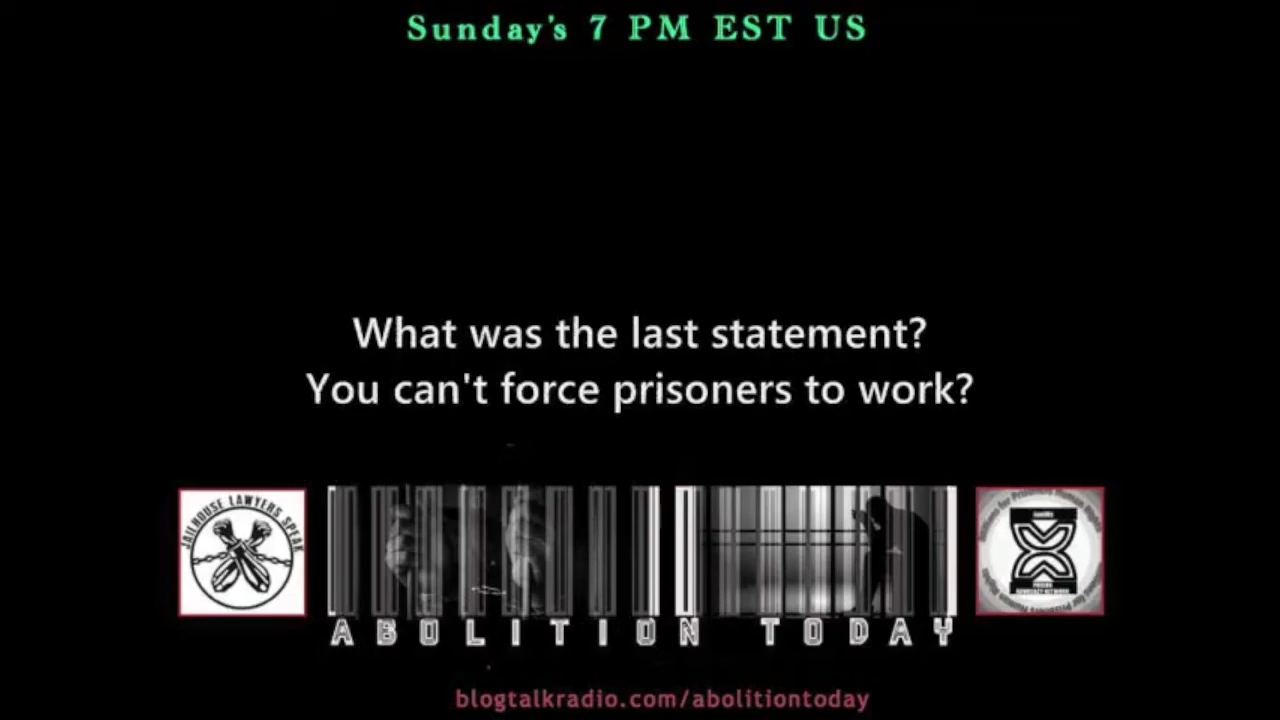 Sunday's 7 PM EST US
What was the last statement?
You can't force prisoners to work?
JAILHOUSE LAWYERS SPEAK
ABOLITION TODAY
blogtalkradio.com/abolitiontoday